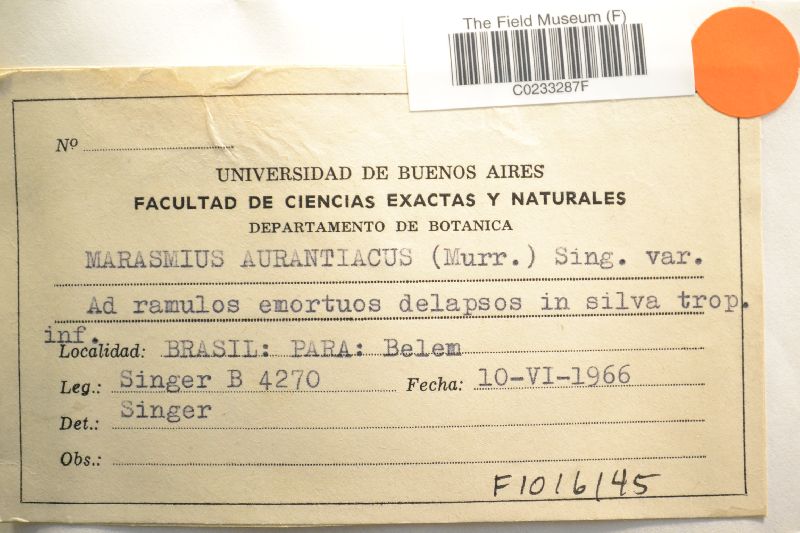 The Field Museum (F)
C0233287F
Nº
UNIVERSIDAD DE BUENOS AIRES
FACULTAD DE CIENCIAS EXACTAS Y NATURALES
DEPARTAMENTO DE BOTANICA
MARASMIUS AURANTIACUS (Murr.) Sing. var.
Ad ramulos emortuos delapsos in silva trop.
inf.
Localidad: BRASIL: PARA: Belem
Leg.: Singer B 4270 Fecha: 10-VI-1966
Det.: Singer
Obs.:
F1016145